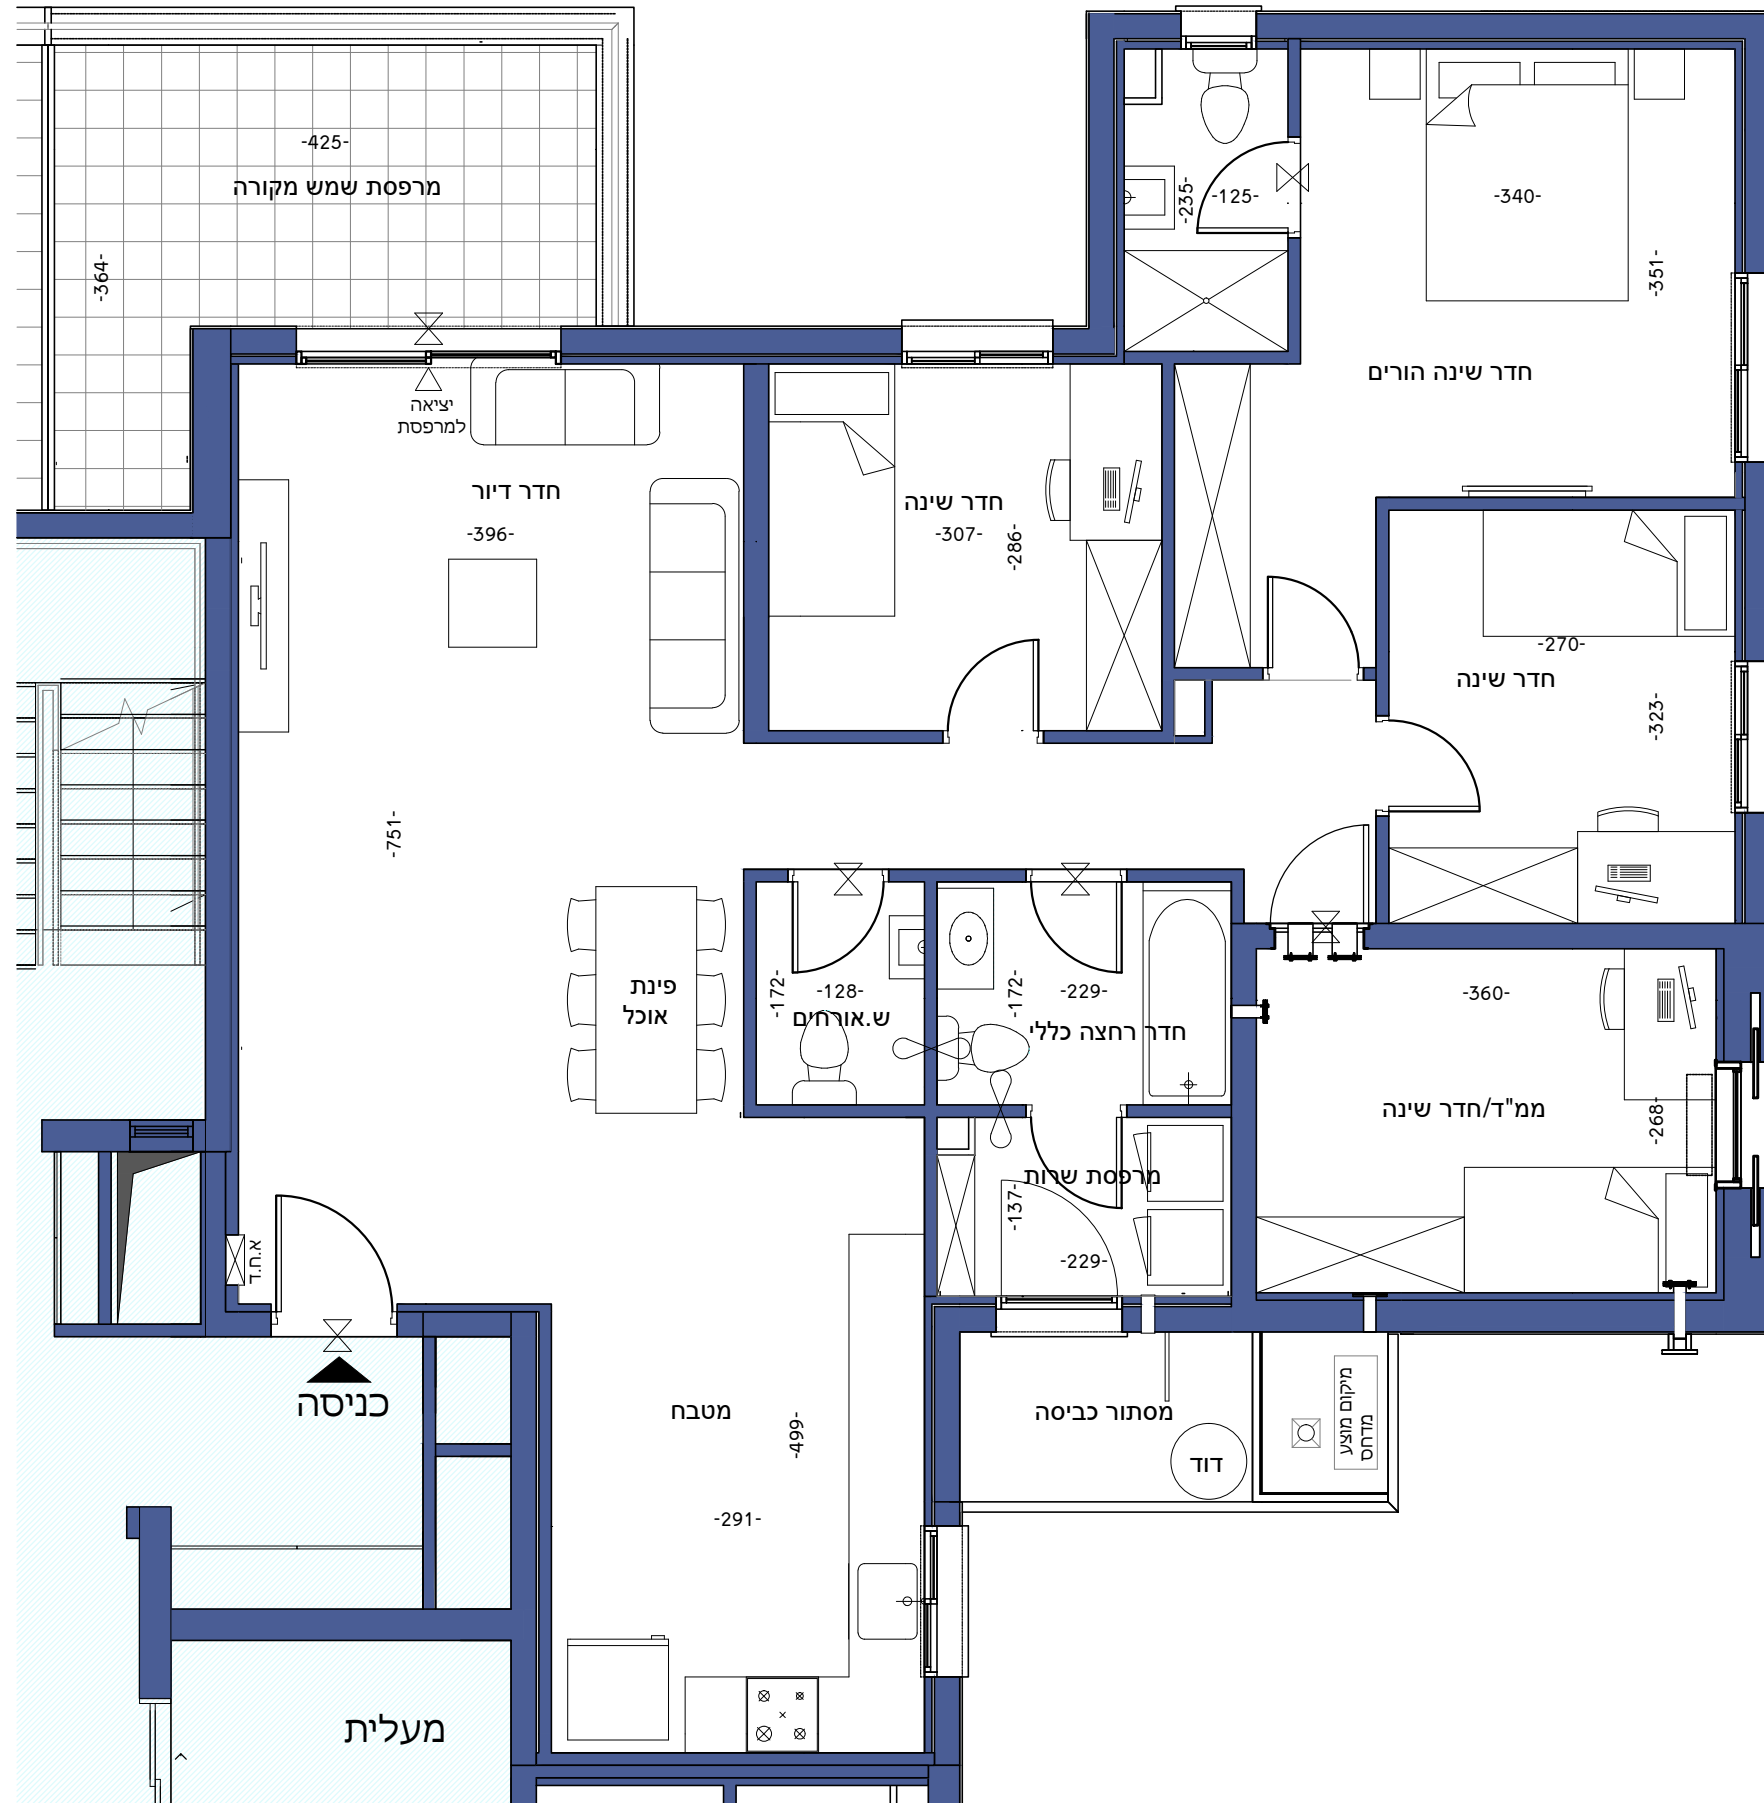 -425-
מרפסת שמש מקורה
-364-
יציאה
למרפסת
חדר דיור
-396-
-751-
-235-
-125-
-340-
-351-
חדר שינה הורים
חדר שינה
-307-
-286-
-270-
חדר שינה
-323-
פינת
אוכל
-172-
-128-
ש.אורחים
-172-
-229-
חדר רחצה כללי
-360-
ממ"ד/חדר שינה
-268-
מרפסת שרות
-137-
-229-
א.ח.ד
כניסה
מטבח
-499-
-291-
מסתור כביסה
דוד
מיקום מוצע
מדחס
מעלית